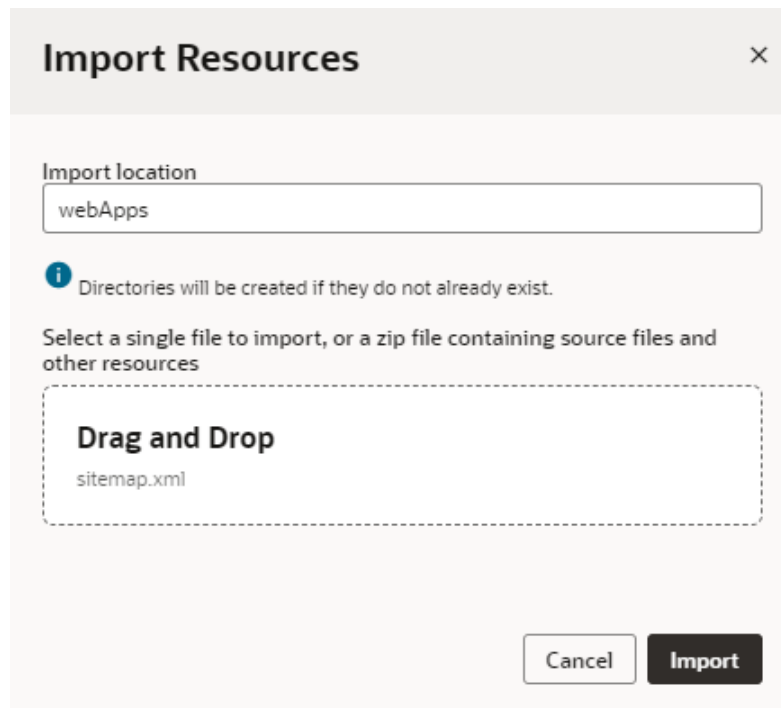 Import Resources
Import location
webApps
Directories will be created if they do not already exist.
Select a single file to import, or a zip file containing source files and
other resources
Drag and Drop
sitemap.xml
Cancel
Import